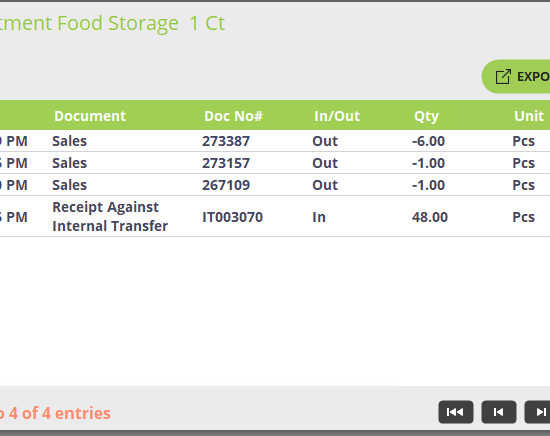 tment Food Storage 1 Ct
EXPO
Document Doc No# In/Out Qty Unit
PM Sales 273387 Out -6.00 Pcs
PM Sales 273157 Out -1.00 Pcs
PM Sales 267109 Out -1.00 Pcs
Receipt Against
PM IT003070 In 48.00 Pcs
Internal Transfer
4 of 4 entries